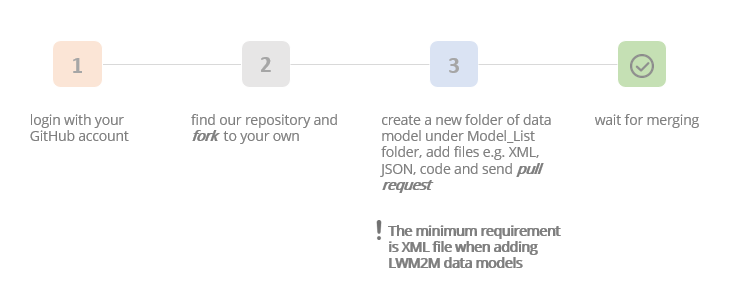 1
2
3
login with your
GitHub account
find our repository and
fork to your own
create a new folder of data
model under Model_List
folder, add files e.g. XML,
JSON, code and send pull
request
wait for merging
! The minimum requirement
is XML file when adding
LWM2M data models